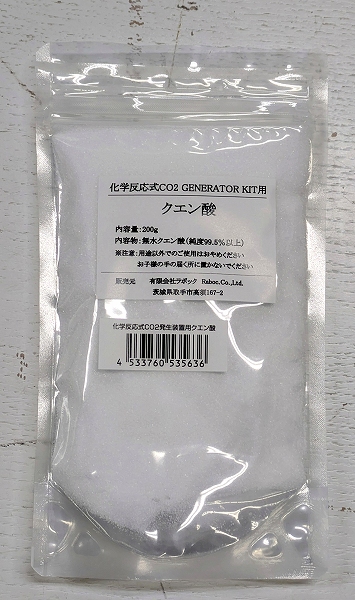 化学反応式CO2 GENERATOR KIT用
クエン酸
内容量:200g
内容物:無水クエン酸(純度99.5%以上)
※注意:用途以外でのご使用はおやめください
お子様の手の届く所に置かないでください
販売元 有限会社ラボック Raboc.Co.,Ltd.
茨城県取手市高須167-2
化学反応式CO2発生装置用クエン酸
4 533760 535636